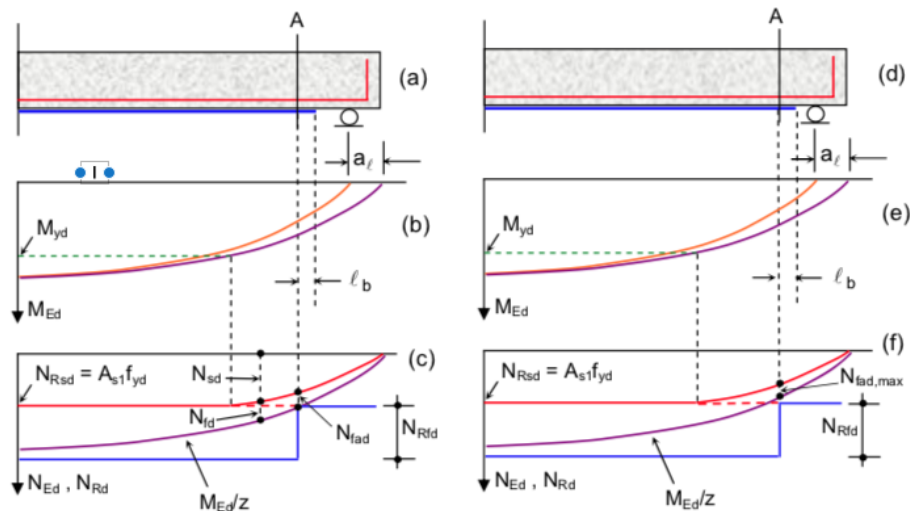 A
(a)
a_ℓ
(b)
M_yd
ℓ_b
M_Ed
(c)
N_Rsd = A_s1 f_yd
N_sd
N_fd
N_fad
N_Rfd
N_Ed , N_Rd
M_Ed/z
A
(d)
a_ℓ
(e)
M_yd
ℓ_b
M_Ed
(f)
N_Rsd = A_s1 f_yd
N_fad,max
N_Rfd
N_Ed , N_Rd
M_Ed/z